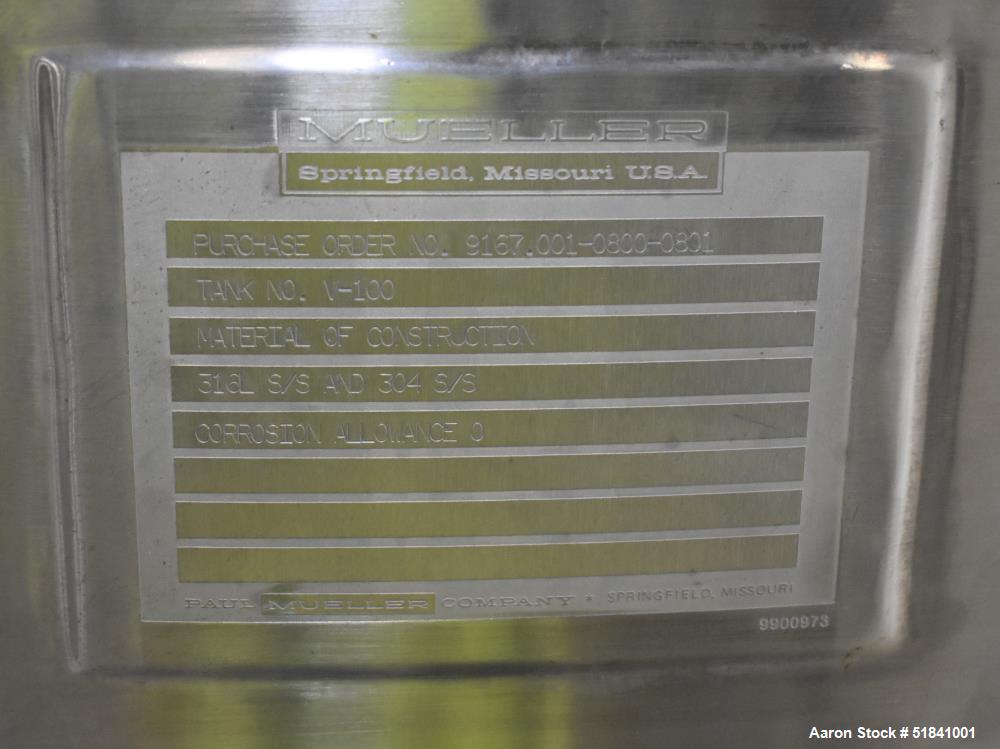 MUELLER
Springfield, Missouri U.S.A.
PURCHASE ORDER NO. 9167.001-0800-0801
TANK NO. V-100
MATERIAL OF CONSTRUCTION
316L S/S AND 304 S/S
CORROSION ALLOWANCE 0
PAUL MUELLER COMPANY * SPRINGFIELD, MISSOURI
9900973
Aaron Stock # 51841001